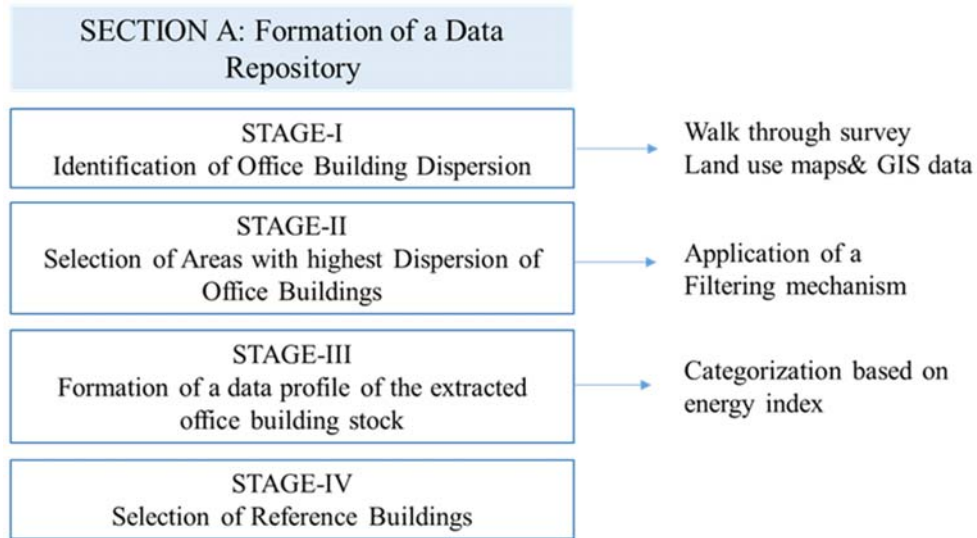 SECTION A: Formation of a Data
Repository
STAGE-I
Identification of Office Building Dispersion
Walk through survey
Land use maps& GIS data
STAGE-II
Selection of Areas with highest Dispersion of
Office Buildings
Application of a
Filtering mechanism
STAGE-III
Formation of a data profile of the extracted
office building stock
Categorization based on
energy index
STAGE-IV
Selection of Reference Buildings